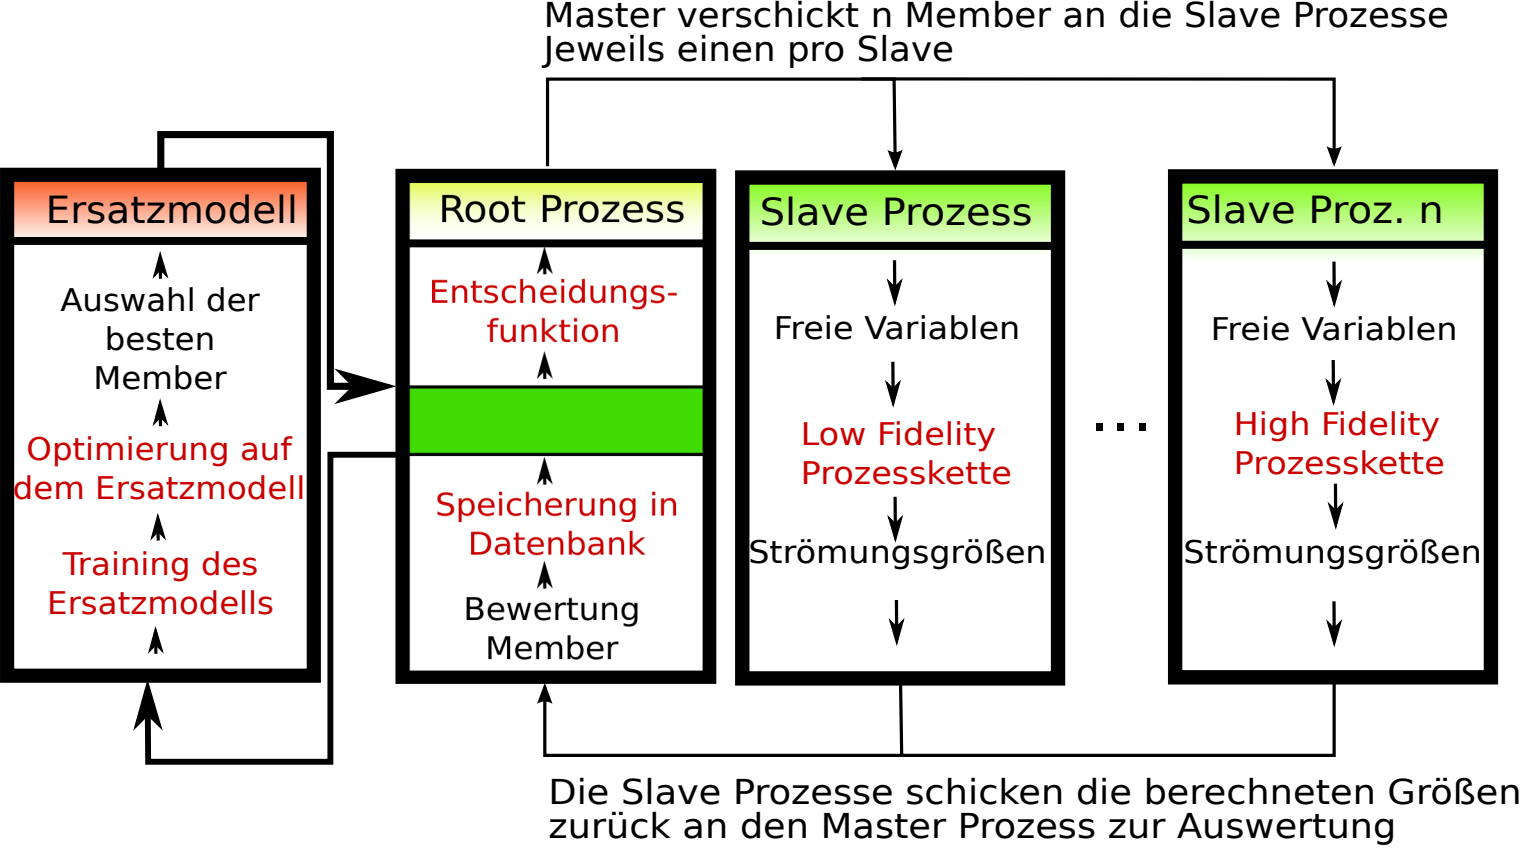 Master verschickt n Member an die Slave Prozesse
Jeweils einen pro Slave
Ersatzmodell
Auswahl der
besten
Member
Optimierung auf
dem Ersatzmodell
Training des
Ersatzmodells
Root Prozess
Entscheidungs-
funktion
Speicherung in
Datenbank
Bewertung
Member
Slave Prozess
Freie Variablen
Low Fidelity
Prozesskette
Strömungsgrößen
...
Slave Proz. n
Freie Variablen
High Fidelity
Prozesskette
Strömungsgrößen
Die Slave Prozesse schicken die berechneten Größen
zurück an den Master Prozess zur Auswertung